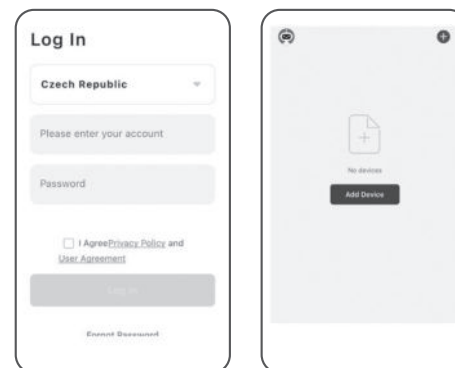 Log In
Czech Republic
Please enter your account
Password
I AgreePrivacy Policy and
User Agreement
Log In
Forgot Password
No devices
Add Device